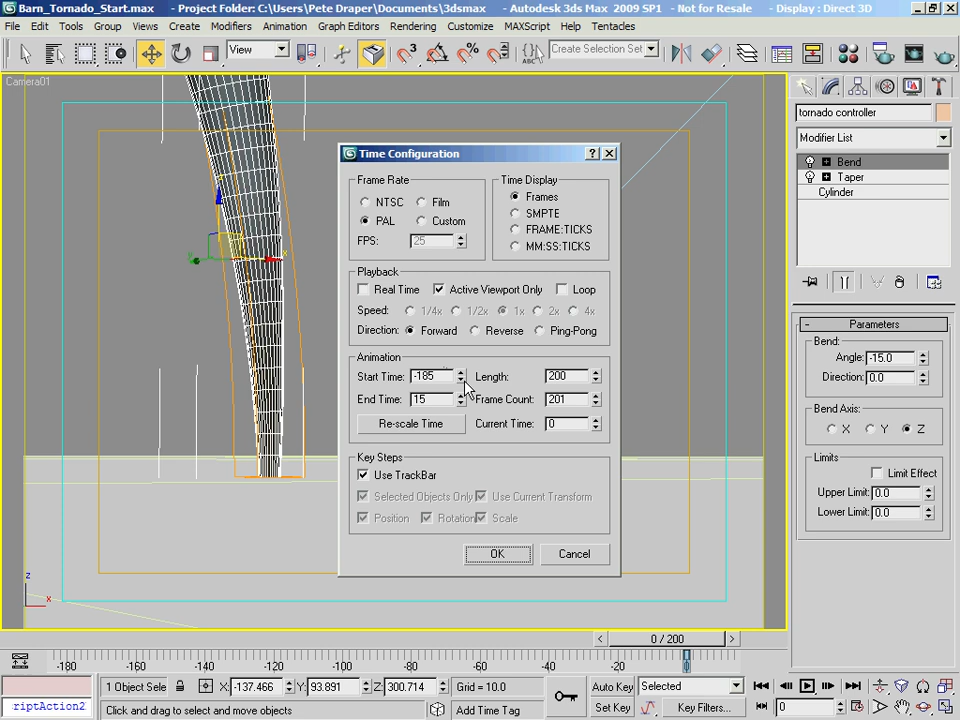 Barn_Tornado_Start.max - Project Folder: C:\Users\Pete Draper\Documents\3dsmax - Autodesk 3ds Max 2009 SP1 - Not for Resale - Display : Direct 3D
File Edit Tools Group Views Create Modifiers Animation Graph Editors Rendering Customize MAXScript Help Tentacles
View
3
%
ABC
Create Selection Set
Camera01
tornado controller
Modifier List
Bend
Taper
Cylinder
Time Configuration
Frame Rate
NTSC Film
PAL Custom
FPS: 25
Time Display
Frames
SMPTE
FRAME:TICKS
MM:SS:TICKS
Playback
Real Time Active Viewport Only Loop
Speed: 1/4x 1/2x 1x 2x 4x
Direction: Forward Reverse Ping-Pong
Animation
Start Time: -185 Length: 200
End Time: 15 Frame Count: 201
Re-scale Time Current Time: 0
Key Steps
Use TrackBar
Selected Objects Only Use Current Transform
Position Rotation Scale
OK Cancel
- Parameters
Bend:
Angle: -15.0
Direction: 0.0
Bend Axis:
X Y Z
Limits
Limit Effect
Upper Limit: 0.0
Lower Limit: 0.0
z
x
y
x
< 0 / 200 >
-180 -160 -140 -120 -100 -80 -60 -40 -20 0
1 Object Sele X: -137.466 Y: 93.891 Z: 300.714 Grid = 10.0 Auto Key Selected
riptAction2 Click and drag to select and move objects Add Time Tag Set Key Key Filters... 0